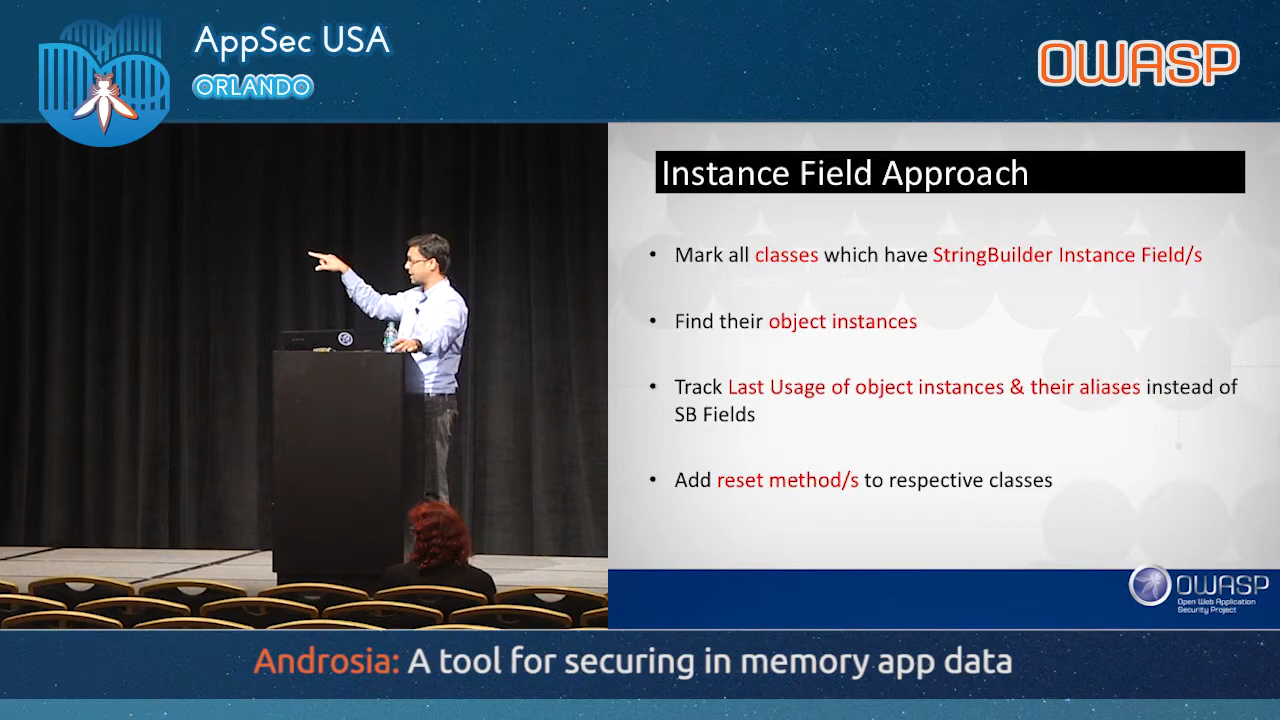 AppSec USA
ORLANDO
OWASP
Instance Field Approach
• Mark all classes which have StringBuilder Instance Field/s
• Find their object instances
• Track Last Usage of object instances & their aliases instead of
SB Fields
• Add reset method/s to respective classes
OWASP
Open Web Application
Security Project
Androsia: A tool for securing in memory app data